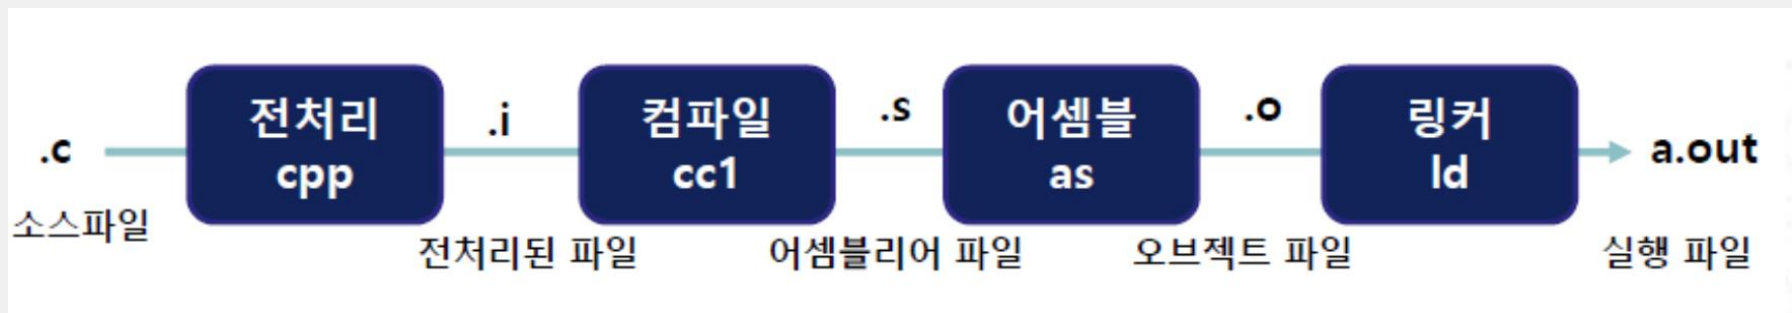 .c
소스파일
전처리
cpp
.i
전처리된 파일
컴파일
cc1
.s
어셈블리어 파일
어셈블
as
.o
오브젝트 파일
링커
ld
a.out
실행 파일